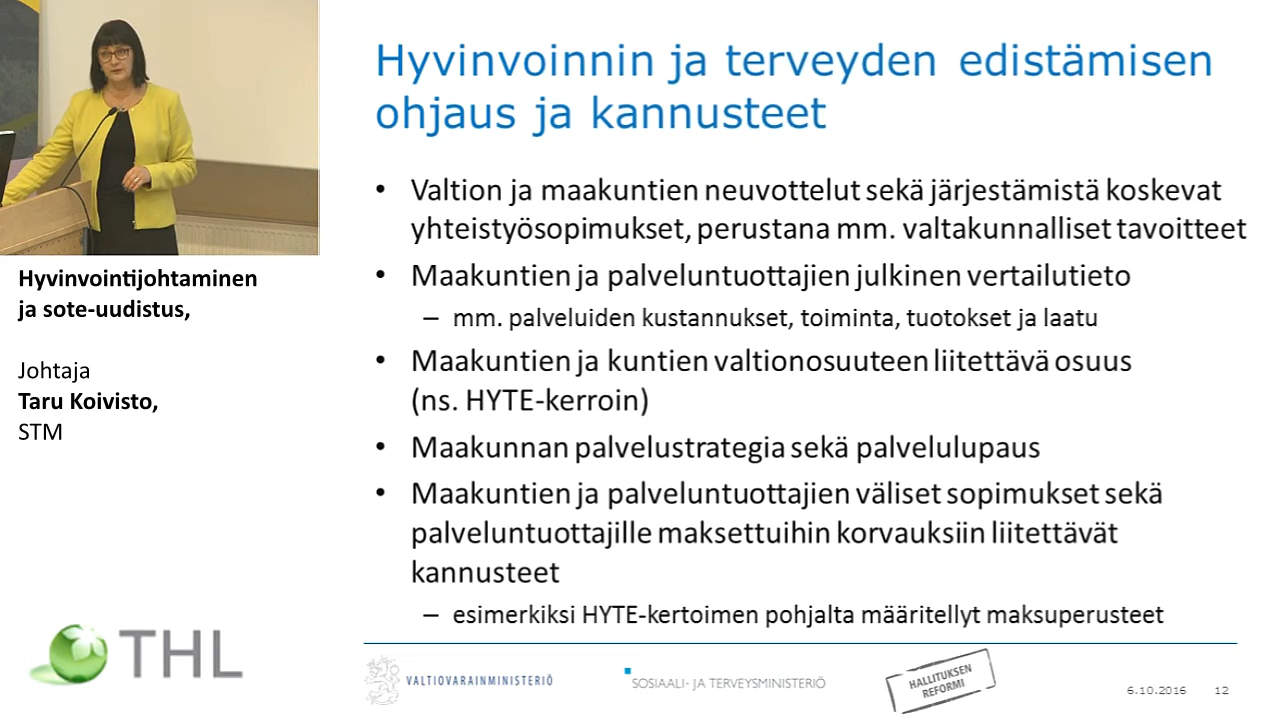 Hyvinvoinnin ja terveyden edistämisen
ohjaus ja kannusteet
• Valtion ja maakuntien neuvottelut sekä järjestämistä koskevat
yhteistyösopimukset, perustana mm. valtakunnalliset tavoitteet
• Maakuntien ja palveluntuottajien julkinen vertailutieto
– mm. palveluiden kustannukset, toiminta, tuotokset ja laatu
• Maakuntien ja kuntien valtionosuuteen liitettävä osuus
(ns. HYTE-kerroin)
• Maakunnan palvelustrategia sekä palvelulupaus
• Maakuntien ja palveluntuottajien väliset sopimukset sekä
palveluntuottajille maksettuihin korvauksiin liitettävät
kannusteet
– esimerkiksi HYTE-kertoimen pohjalta määritellyt maksuperusteet
Hyvinvointijohtaminen
ja sote-uudistus,
Johtaja
Taru Koivisto,
STM
THL
VALTIOVARAINMINISTERIÖ
SOSIAALI- JA TERVEYSMINISTERIÖ
HALLITUKSEN
REFORMI
6.10.2016 12